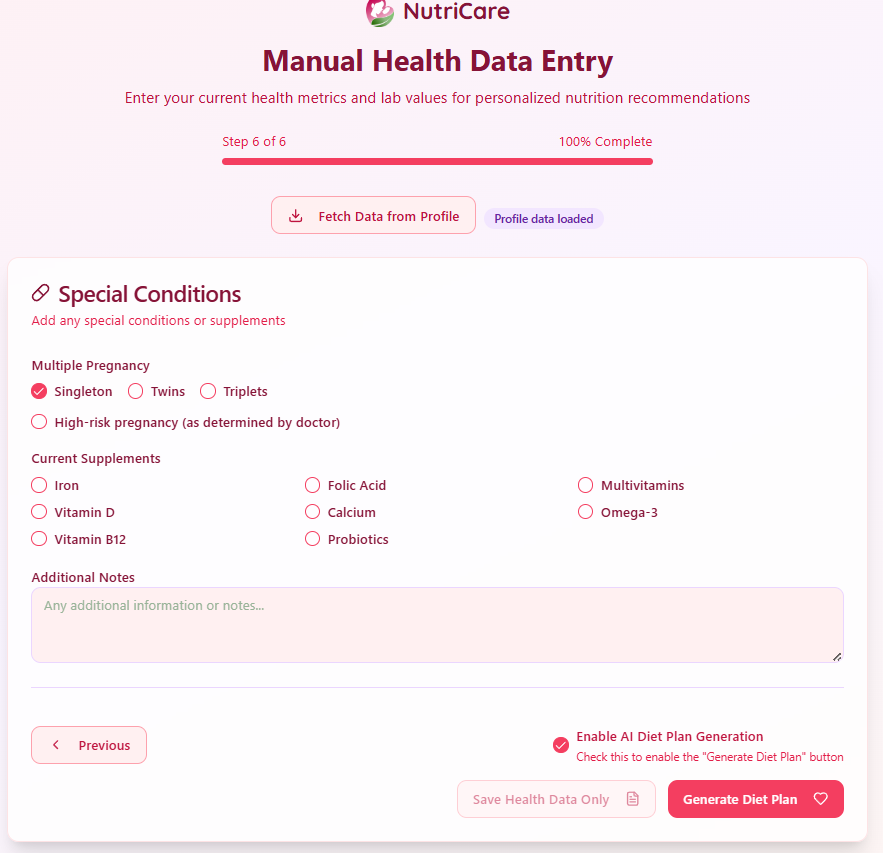 NutriCare
Manual Health Data Entry
Enter your current health metrics and lab values for personalized nutrition recommendations
Step 6 of 6 100% Complete
Fetch Data from Profile Profile data loaded
Special Conditions
Add any special conditions or supplements
Multiple Pregnancy
Singleton Twins Triplets
High-risk pregnancy (as determined by doctor)
Current Supplements
Iron Folic Acid Multivitamins
Vitamin D Calcium Omega-3
Vitamin B12 Probiotics
Additional Notes
Any additional information or notes...
Enable AI Diet Plan Generation
Previous
Check this to enable the "Generate Diet Plan" button
Save Health Data Only Generate Diet Plan